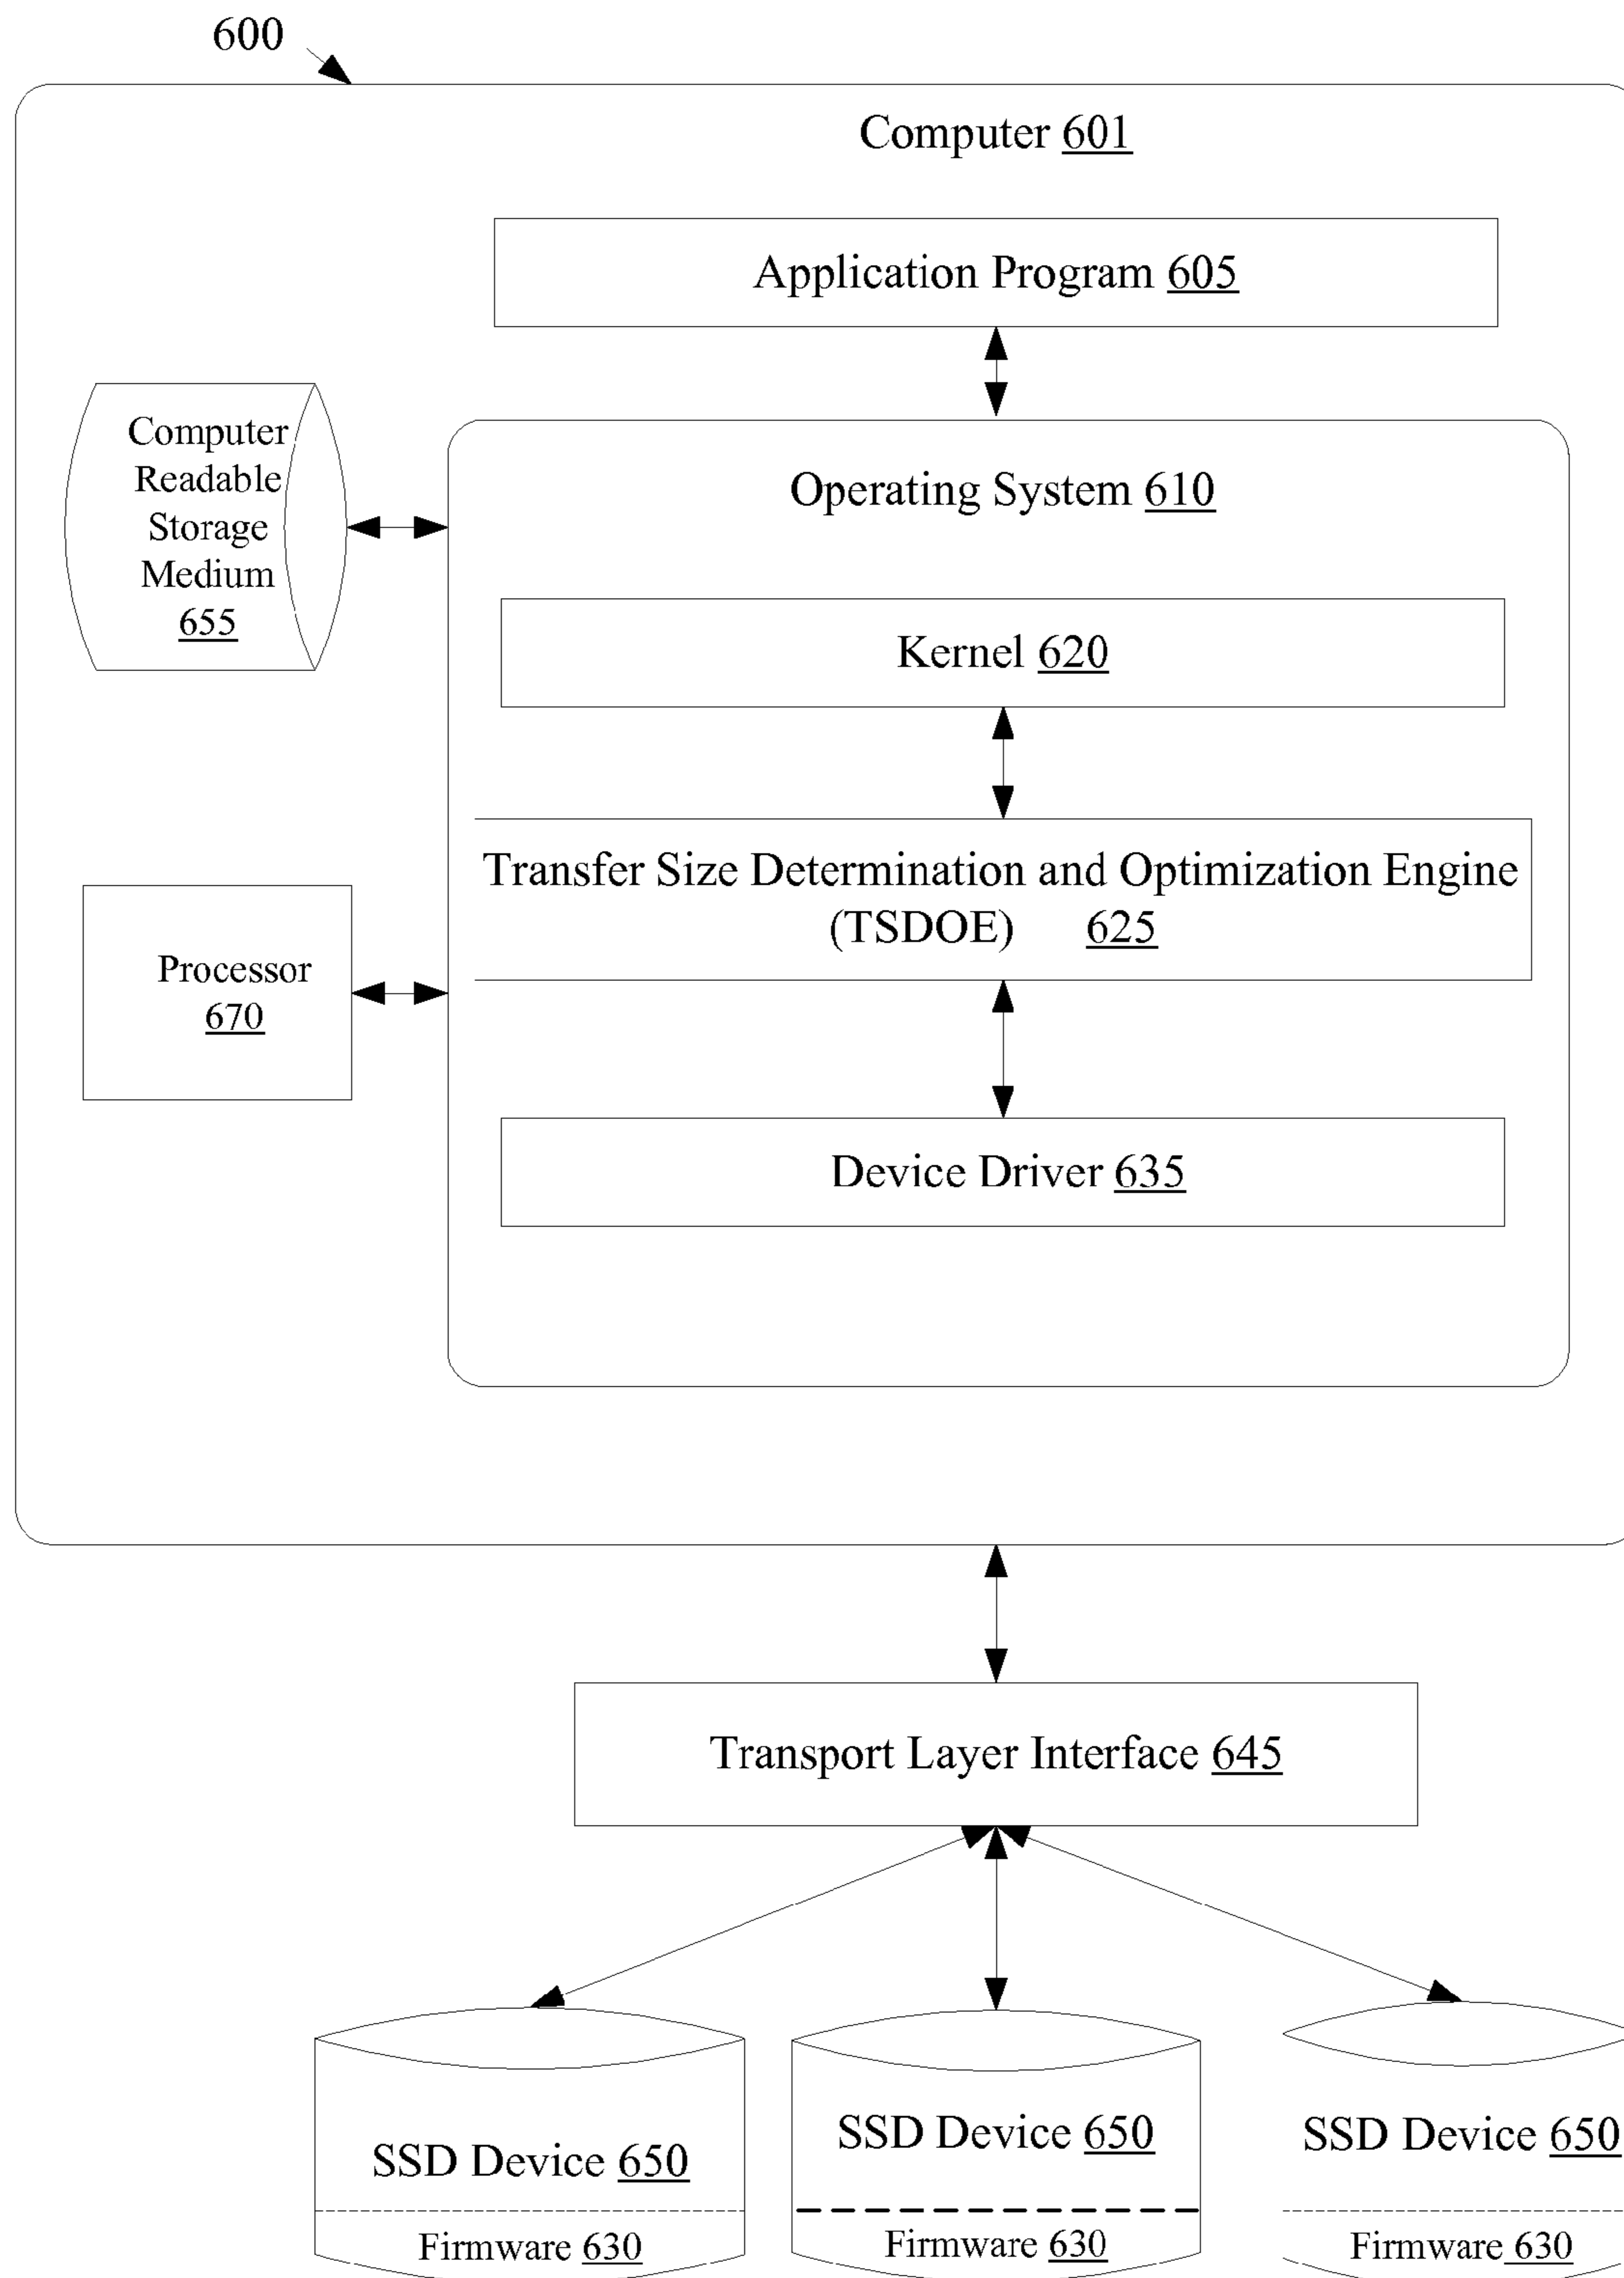 600
Computer 601
Application Program 605
Computer
Readable
Storage
Medium
655
Operating System 610
Kernel 620
Transfer Size Determination and Optimization Engine
(TSDOE) 625
Processor
670
Device Driver 635
Transport Layer Interface 645
SSD Device 650
Firmware 630
SSD Device 650
Firmware 630
SSD Device 650
Firmware 630